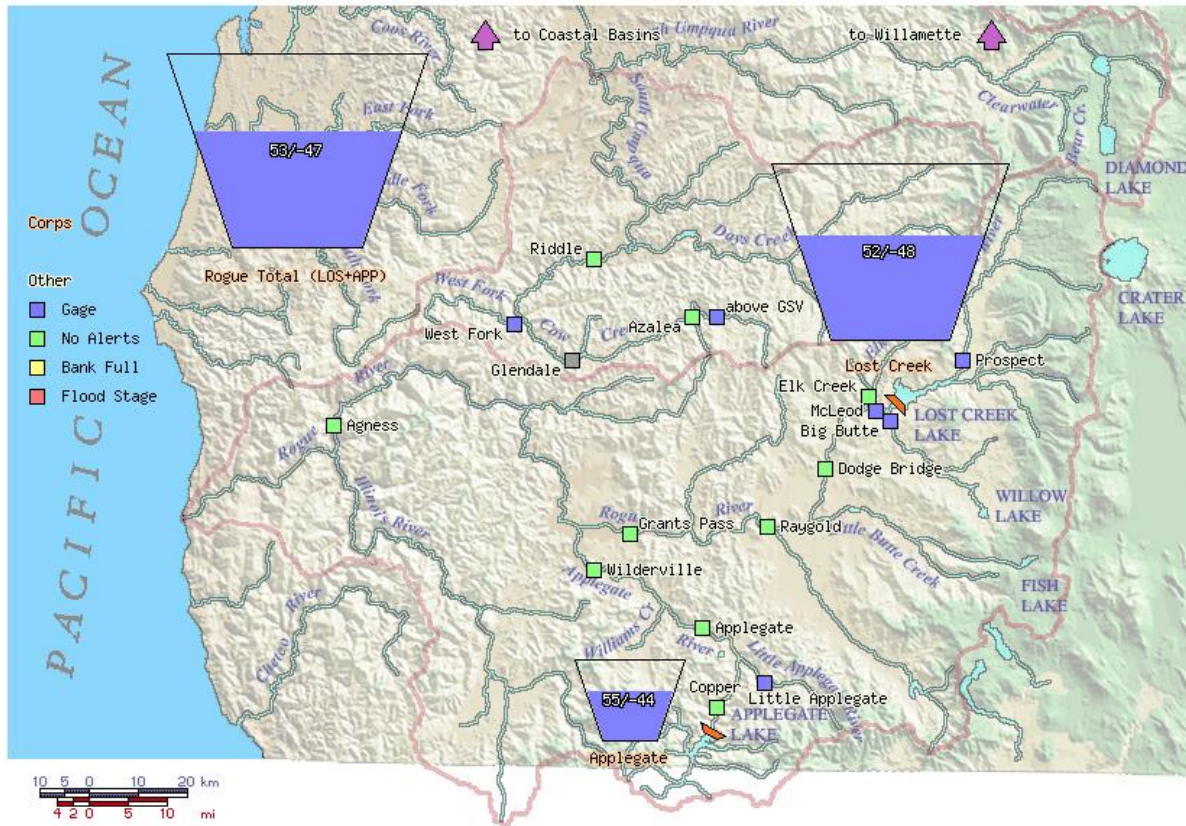 to Coastal Basins
to Willamette
Coos River
Umpqua River
Clearwater
Bear Cr.
DIAMOND
LAKE
East Fork
South Umpqua
53/-47
Fork
PACIFIC OCEAN
Corps
Rogue Total (LOS+APP)
52/-48
Riddle
Days Creek
CRATER
LAKE
Other
Gage
No Alerts
Bank Full
Flood Stage
West Fork
West Fork
Cow
Azalea
above GSV
Glendale
Lost Creek
Prospect
Elk Creek
McLeod
Big Butte
LOST CREEK
LAKE
River
Agness
Rogue
Illinois River
Dodge Bridge
WILLOW
LAKE
River
Grants Pass
Raygold
Little Butte Creek
Wilderville
Applegate
FISH
LAKE
Chetco River
Williams Cr
Applegate
River
Little Applegate River
55/-44
Copper
Little Applegate
APPLEGATE
LAKE
Applegate
10 5 0 10 20 km
4 2 0 5 10 mi